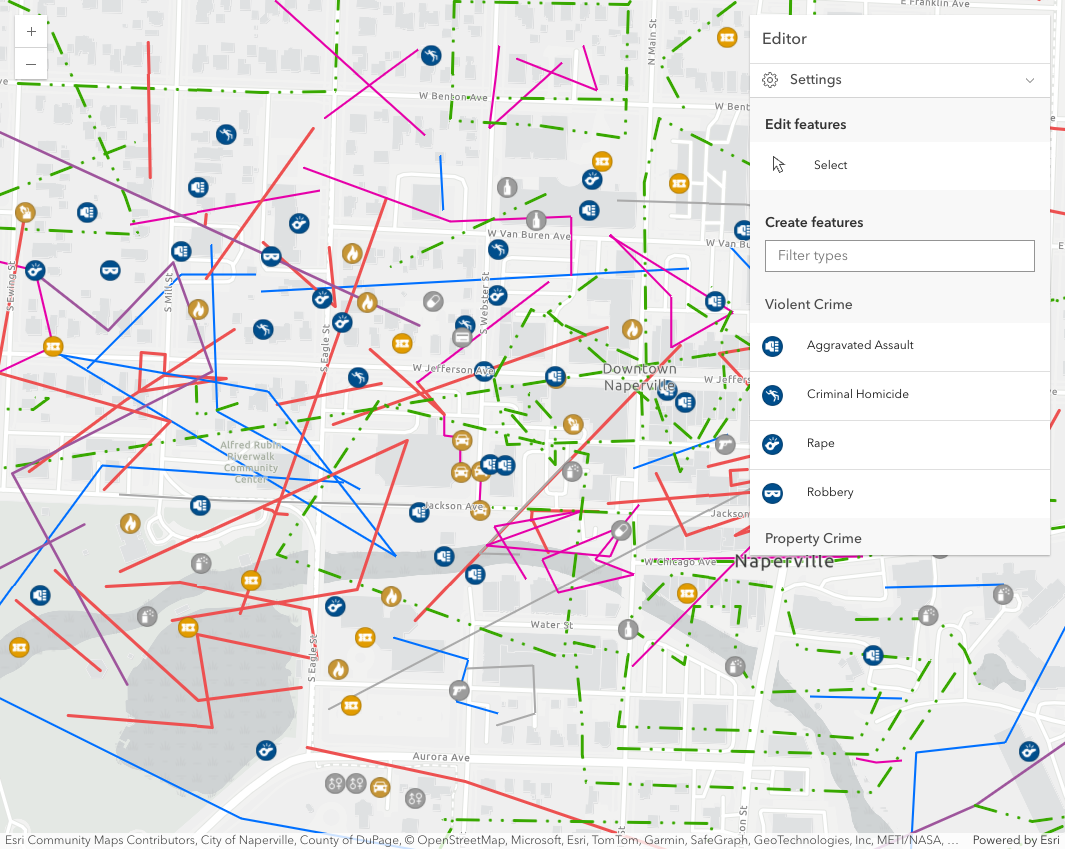 E Franklin Ave
N Main St
+
−
Editor
Settings
W Benton Ave
W Bent
Edit features
Select
Create features
Filter types
W Van Buren Ave
W Van Bu
S Ewing St
S Mill St
S Webster St
S Eagle St
Violent Crime
Aggravated Assault
Criminal Homicide
Rape
Robbery
Property Crime
W Jefferson Ave
Downtown
Naperville
W Jeffers
Alfred Rubin
Riverwalk
Community
Center
Jackson Ave
Jackson
W Chicago Ave
Naperville
Water St
S Eagle St
Aurora Ave
Esri Community Maps Contributors, City of Naperville, County of DuPage, © OpenStreetMap, Microsoft, Esri, TomTom, Garmin, SafeGraph, GeoTechnologies, Inc, METI/NASA, …
Powered by Esri